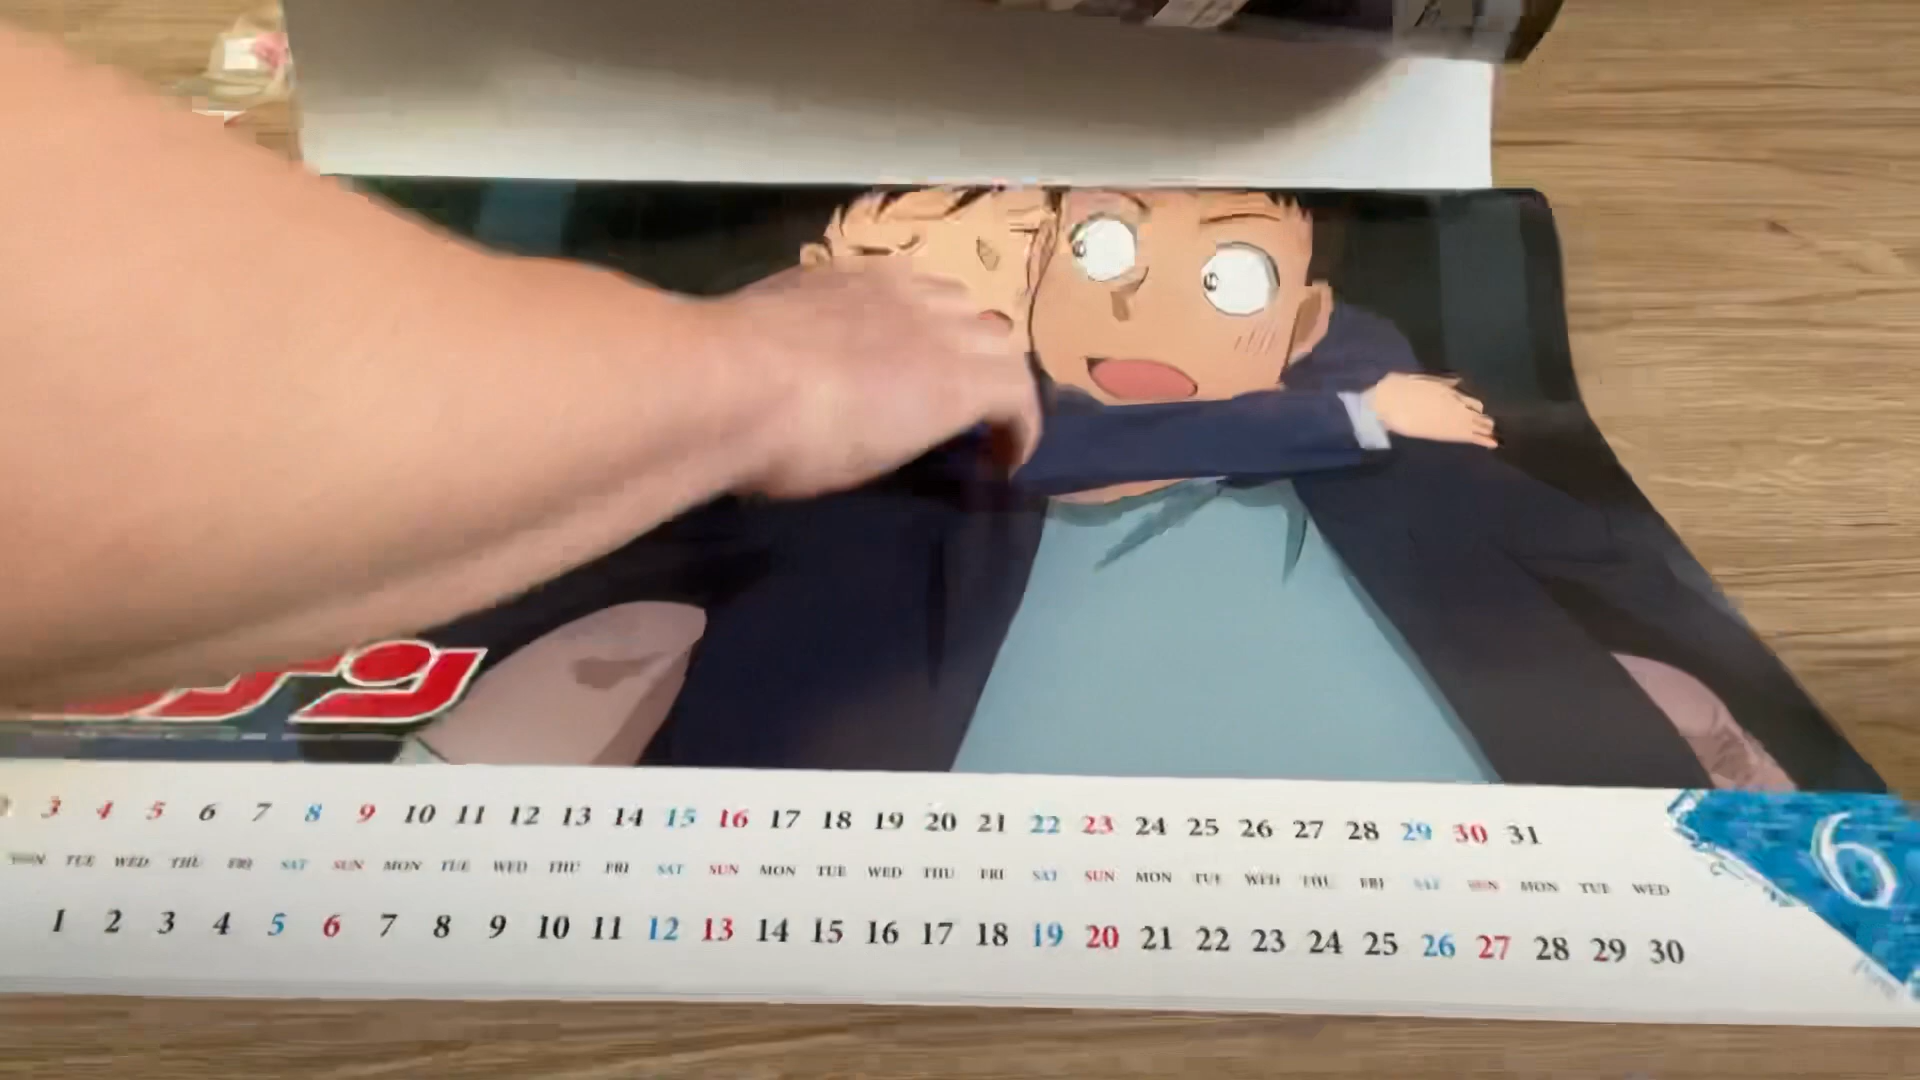 3 4 5 6 7 8 9 10 11 12 13 14 15 16 17 18 19 20 21 22 23 24 25 26 27 28 29 30 31
TUE WED THU FRI SAT SUN MON TUE WED THU FRI SAT SUN MON TUE WED THU FRI SAT SUN MON TUE WED THU FRI SAT SUN MON TUE WED
1 2 3 4 5 6 7 8 9 10 11 12 13 14 15 16 17 18 19 20 21 22 23 24 25 26 27 28 29 30
6